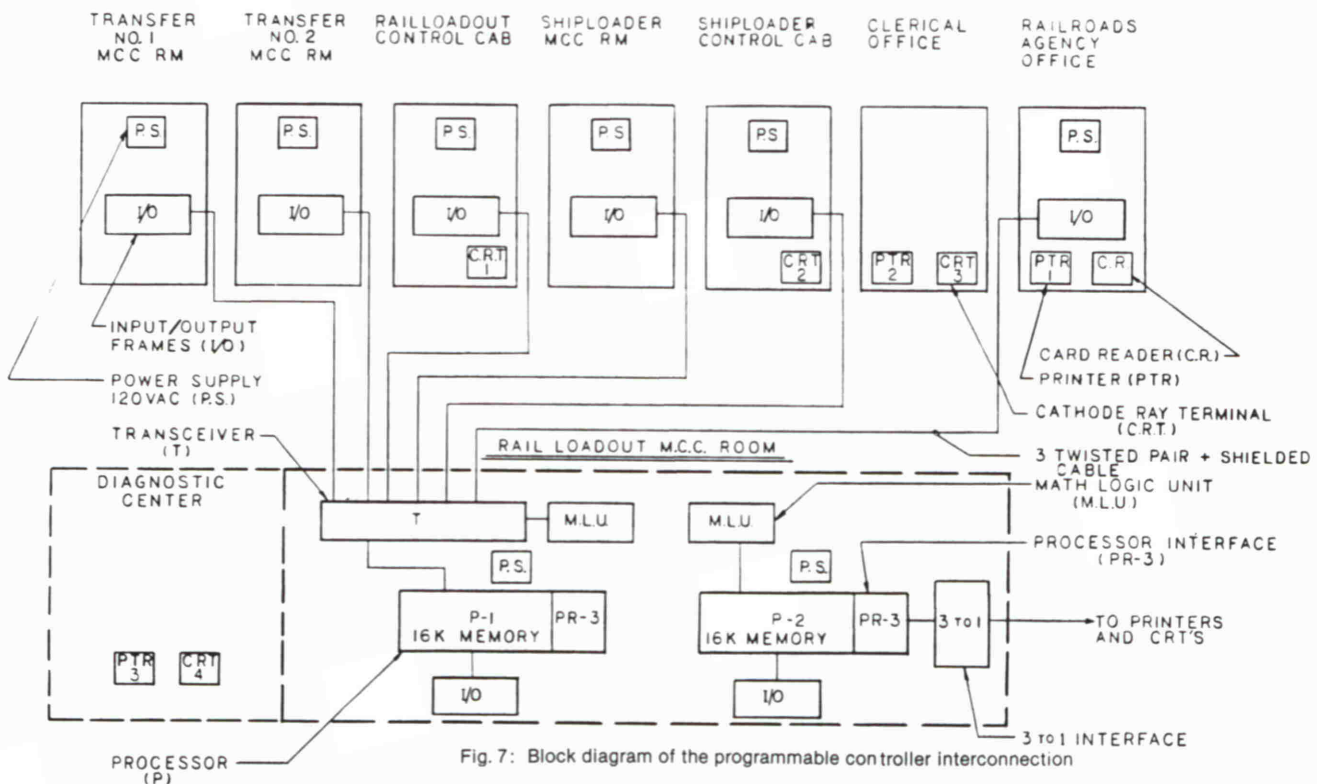 TRANSFER
NO. 1
MCC RM
TRANSFER
NO. 2
MCC RM
RAILLOADOUT
CONTROL CAB
SHIPLOADER
MCC RM
SHIPLOADER
CONTROL CAB
CLERICAL
OFFICE
RAILROADS
AGENCY
OFFICE
P.S.
P.S.
P.S.
P.S.
P.S.
P.S.
I/O
I/O
I/O
I/O
I/O
I/O
C.R.T
1
CRT
2
PTR
2
CRT
3
PTR
1
C.R
INPUT/OUTPUT
FRAMES (I/O)
POWER SUPPLY
120VAC (P.S.)
TRANSCEIVER
(T)
CARD READER (C.R.)
PRINTER (PTR)
CATHODE RAY TERMINAL
(C.R.T.)
3 TWISTED PAIR + SHIELDED
CABLE
RAIL LOADOUT M.C.C. ROOM
DIAGNOSTIC
CENTER
T
M.L.U.
M.L.U.
MATH LOGIC UNIT
(M.L.U.)
P.S.
P.S.
PROCESSOR INTERFACE
(PR-3)
P-1
16K MEMORY
PR-3
P-2
16K MEMORY
PR-3
3 TO 1
TO PRINTERS
AND CRT'S
PTR
3
CRT
4
I/O
I/O
3 TO 1 INTERFACE
PROCESSOR
(P)
Fig. 7: Block diagram of the programmable controller interconnection